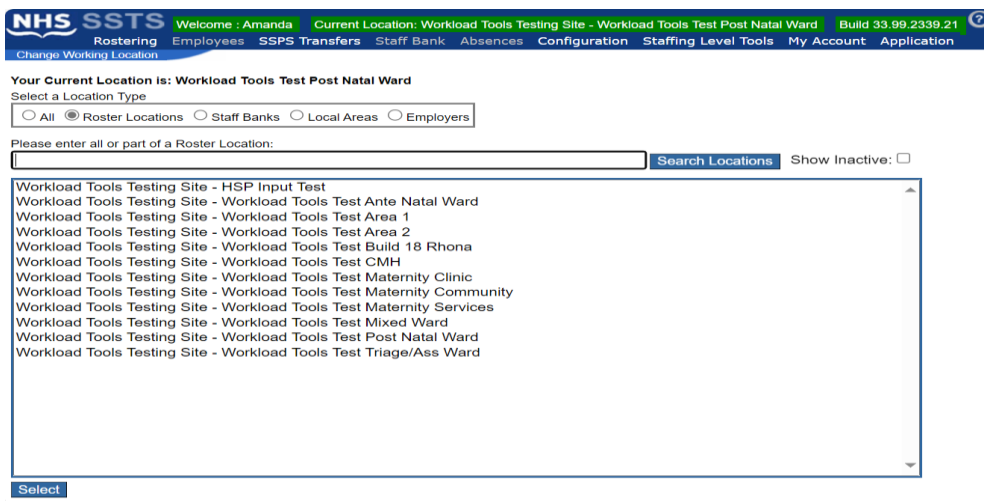 NHS SSTS Welcome : Amanda Current Location: Workload Tools Testing Site - Workload Tools Test Post Natal Ward Build 33.99.2339.21 ?
Rostering Employees SSPS Transfers Staff Bank Absences Configuration Staffing Level Tools My Account Application
Change Working Location
Your Current Location is: Workload Tools Test Post Natal Ward
Select a Location Type
All Roster Locations Staff Banks Local Areas Employers
Please enter all or part of a Roster Location:
Search Locations Show Inactive:
Workload Tools Testing Site - HSP Input Test
Workload Tools Testing Site - Workload Tools Test Ante Natal Ward
Workload Tools Testing Site - Workload Tools Test Area 1
Workload Tools Testing Site - Workload Tools Test Area 2
Workload Tools Testing Site - Workload Tools Test Build 18 Rhona
Workload Tools Testing Site - Workload Tools Test CMH
Workload Tools Testing Site - Workload Tools Test Maternity Clinic
Workload Tools Testing Site - Workload Tools Test Maternity Community
Workload Tools Testing Site - Workload Tools Test Maternity Services
Workload Tools Testing Site - Workload Tools Test Mixed Ward
Workload Tools Testing Site - Workload Tools Test Post Natal Ward
Workload Tools Testing Site - Workload Tools Test Triage/Ass Ward
Select